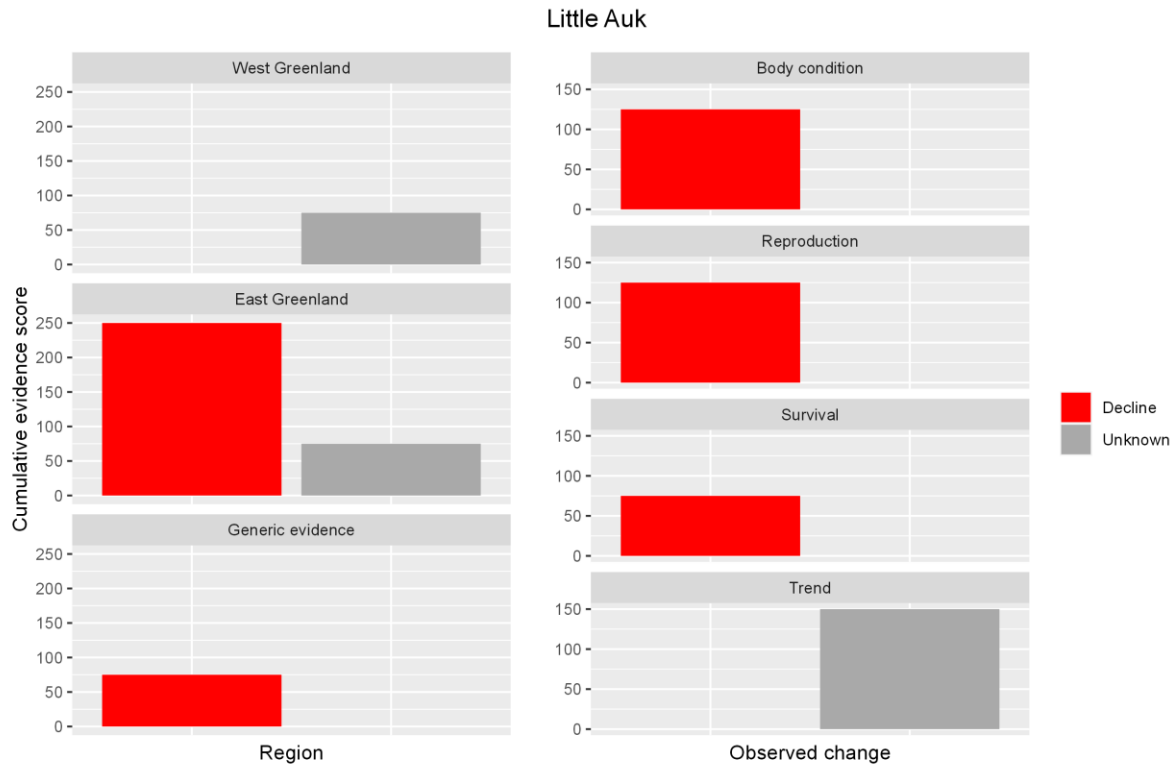 Little Auk
Cumulative evidence score
West Greenland
250
200
150
100
50
0
East Greenland
250
200
150
100
50
0
Generic evidence
250
200
150
100
50
0
Region
Body condition
150
100
50
0
Reproduction
150
100
50
0
Survival
150
100
50
0
Trend
150
100
50
0
Observed change
Decline
Unknown